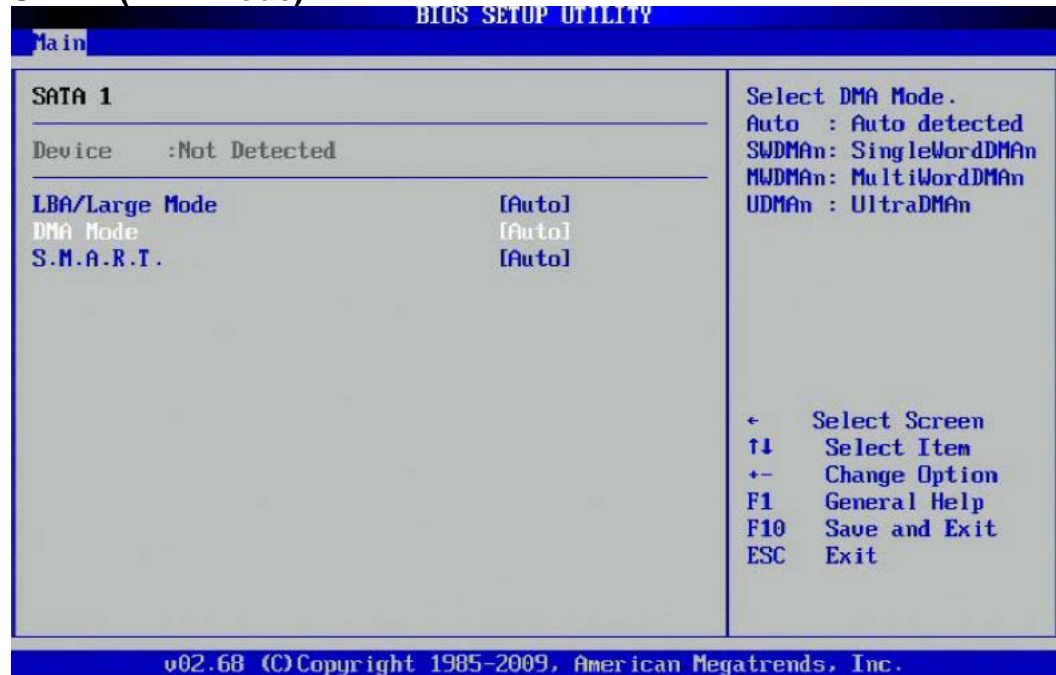 BIOS SETUP UTILITY
Main
SATA 1
Device :Not Detected
LBA/Large Mode [Auto]
DMA Mode [Auto]
S.M.A.R.T. [Auto]
Select DMA Mode.
Auto : Auto detected
SWDMAn: SingleWordDMAn
MWDMAn: MultiWordDMAn
UDMAn : UltraDMAn
← Select Screen
↑↓ Select Item
+- Change Option
F1 General Help
F10 Save and Exit
ESC Exit
v02.68 (C)Copyright 1985-2009, American Megatrends, Inc.